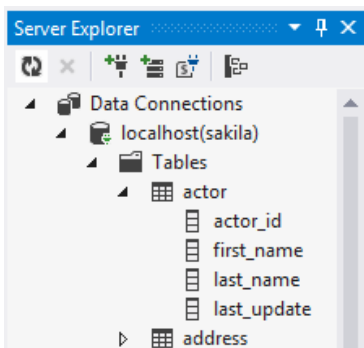 Server Explorer
Data Connections
localhost(sakila)
Tables
actor
actor_id
first_name
last_name
last_update
address